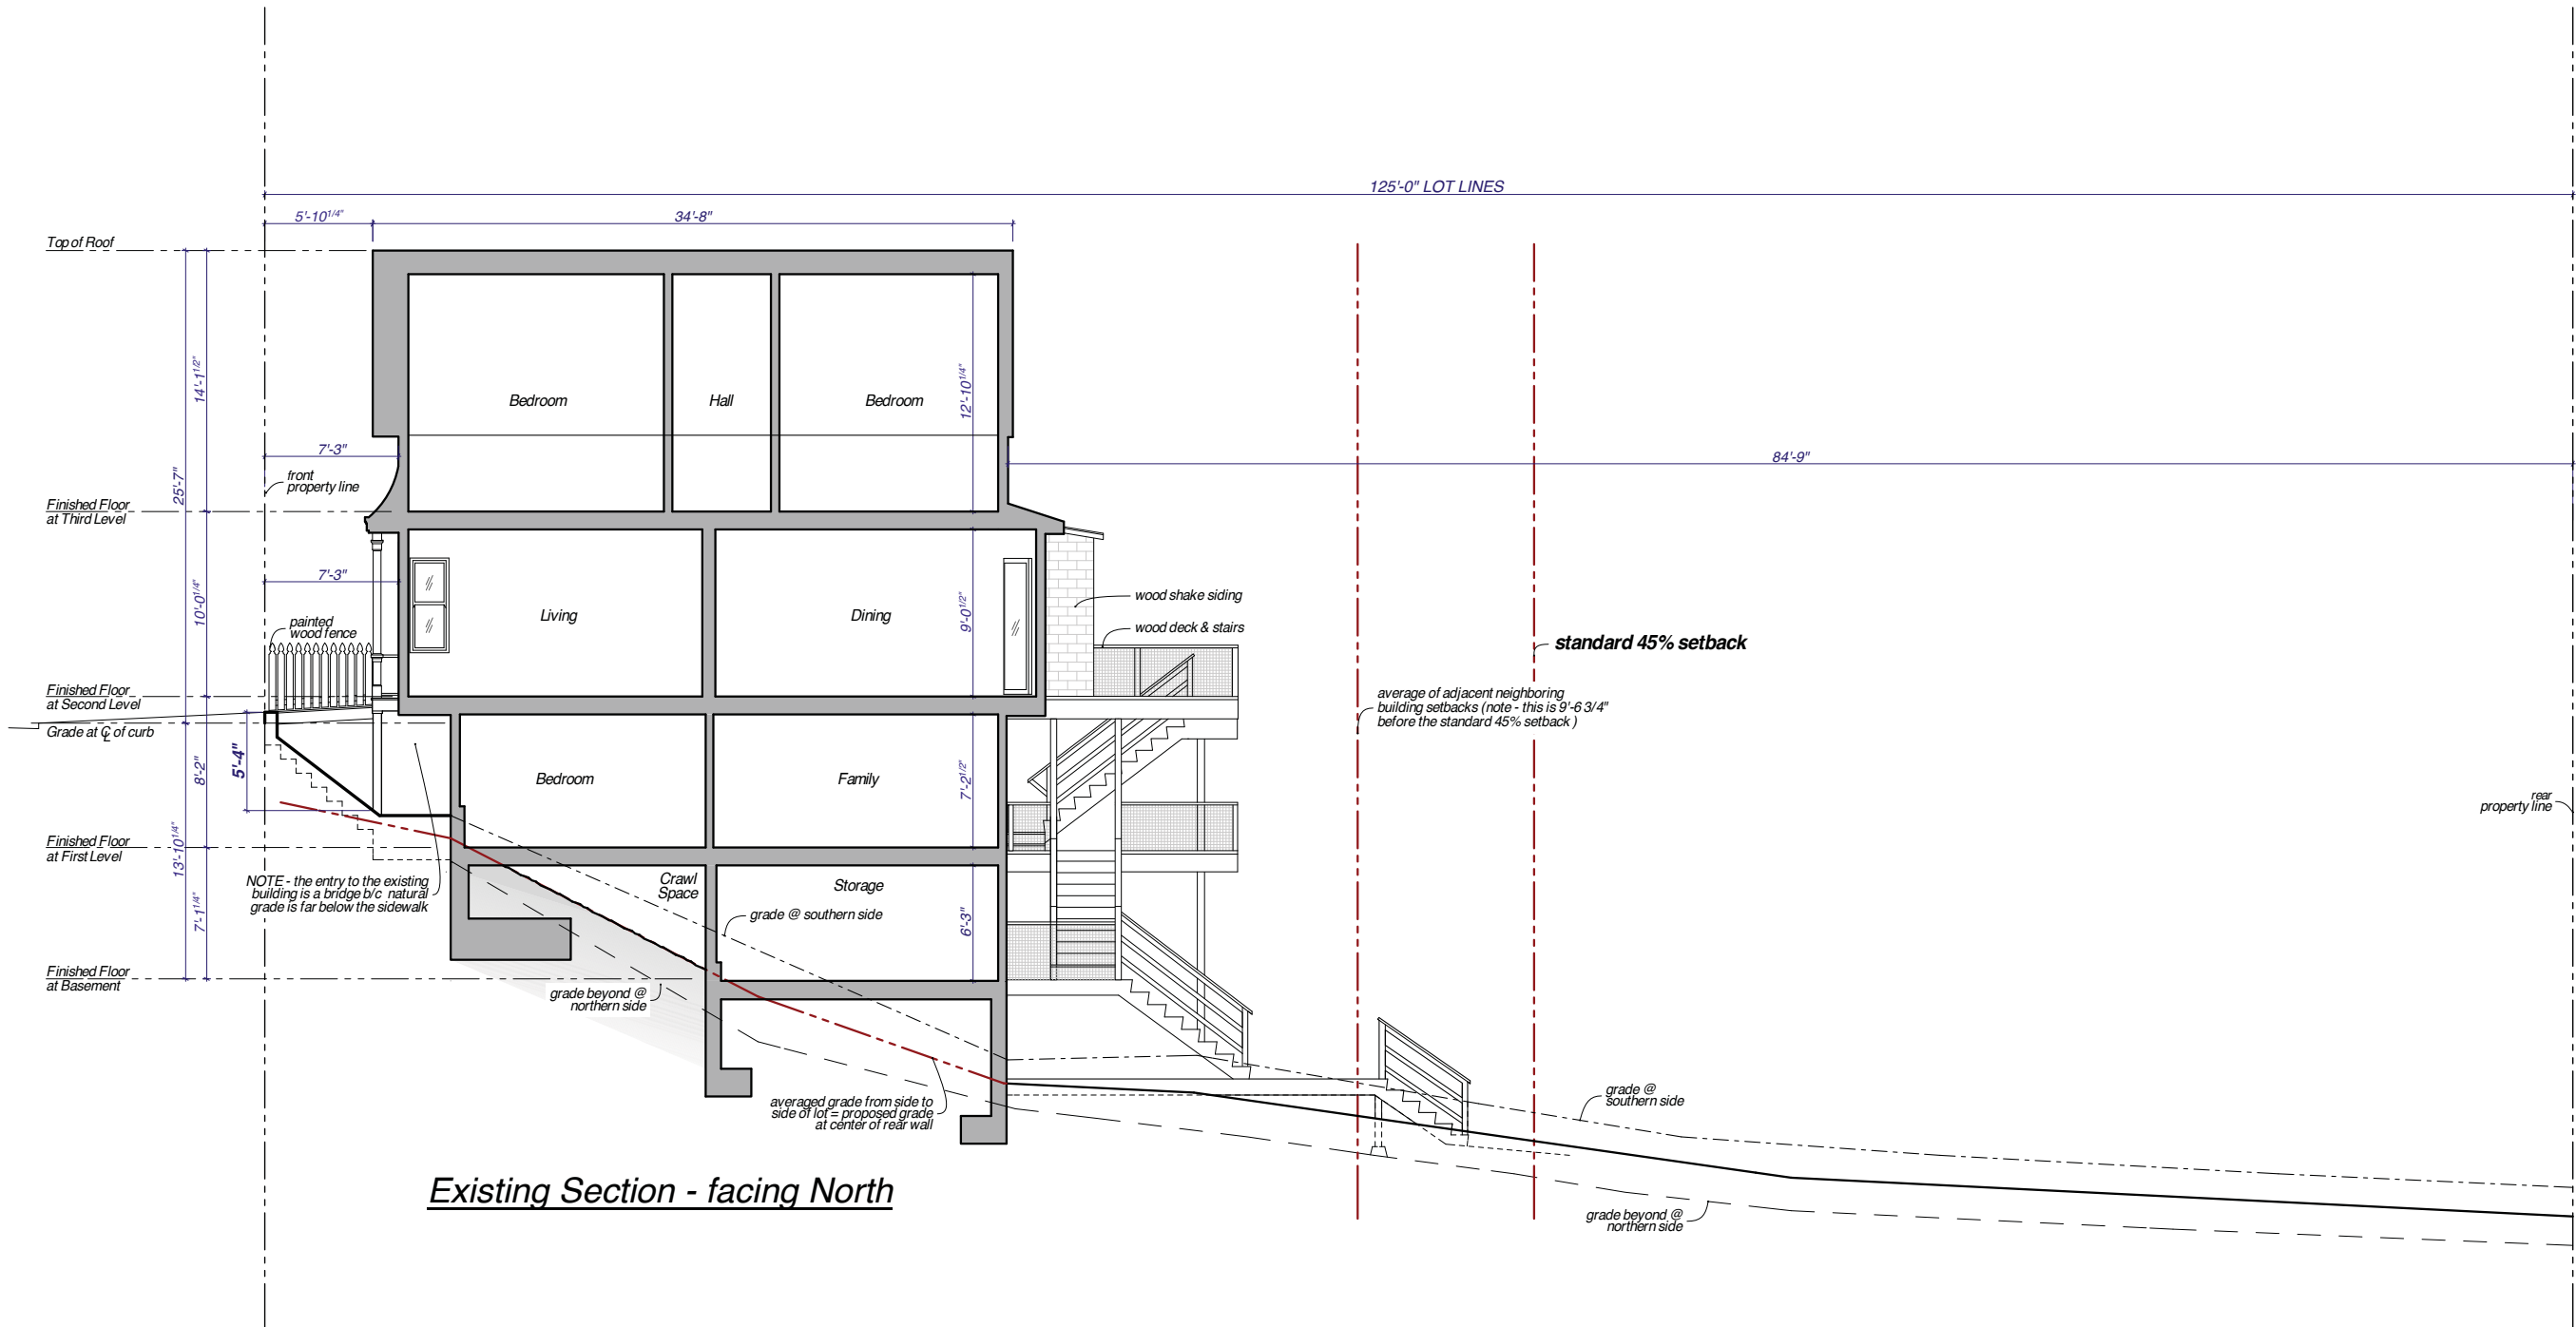 125'-0" LOT LINES
5'-10 1/4"
34'-8"
Top of Roof
14'-1 1/2"
25'-7"
Bedroom
Hall
Bedroom
12'-10 1/4"
7'-3"
84'-9"
front
property line
Finished Floor
at Third Level
7'-3"
10'-0 1/4"
painted
wood fence
Living
Dining
9'-0 1/2"
wood shake siding
wood deck & stairs
standard 45% setback
Finished Floor
at Second Level
average of adjacent neighboring
building setbacks (note - this is 9'-6 3/4"
before the standard 45% setback )
Grade at CL of curb
5'-4"
8'-2"
Bedroom
Family
7'-2 1/2"
rear
property line
Finished Floor
at First Level
13'-10 1/4"
NOTE - the entry to the existing
building is a bridge b/c natural
grade is far below the sidewalk
Crawl
Space
Storage
grade @ southern side
7'-1 1/4"
6'-3"
Finished Floor
at Basement
grade beyond @
northern side
averaged grade from side to
side of lot = proposed grade
at center of rear wall
grade @
southern side
grade beyond @
northern side
Existing Section - facing North